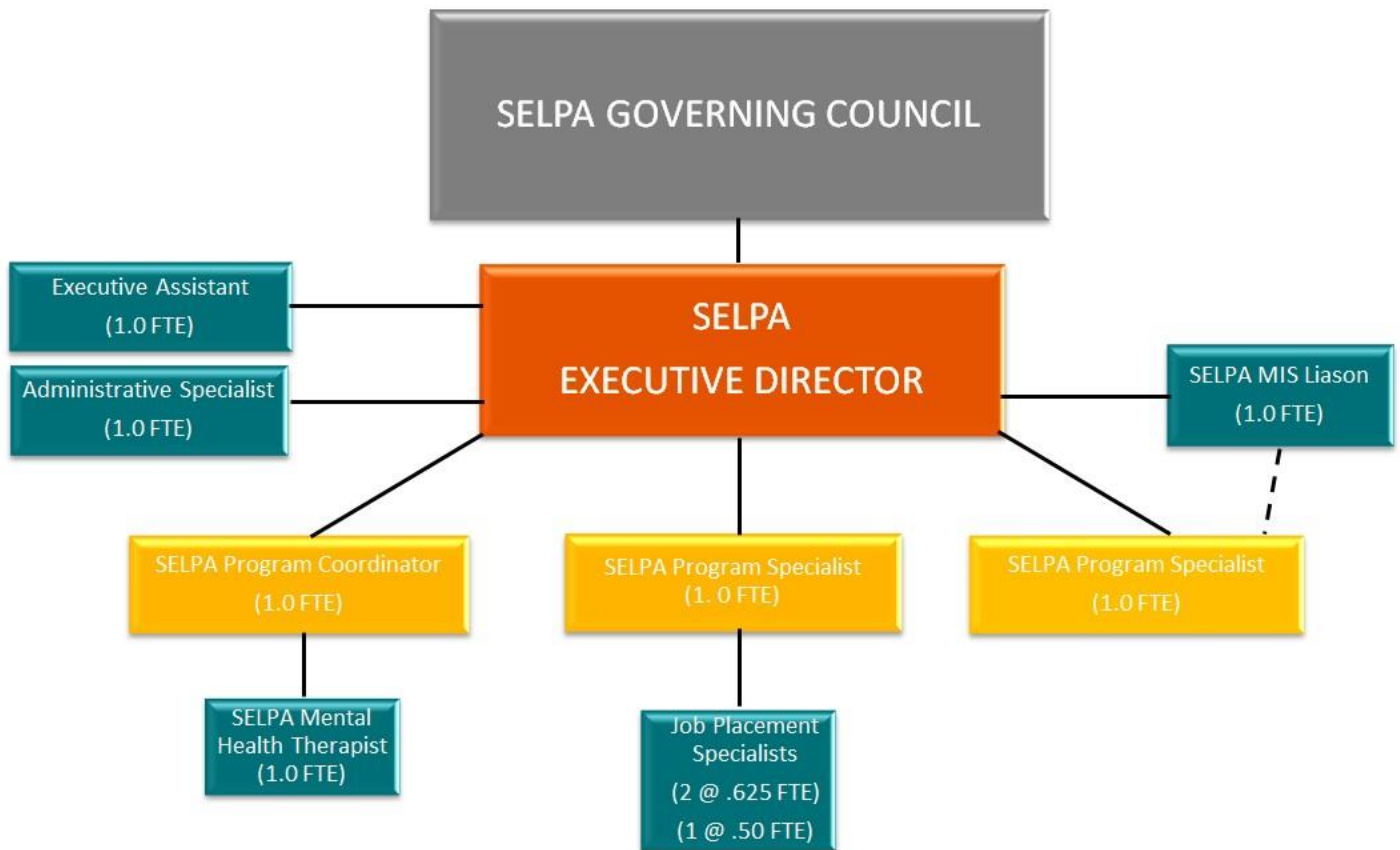 SELPA GOVERNING COUNCIL
SELPA
EXECUTIVE DIRECTOR
Executive Assistant
(1.0 FTE)
Administrative Specialist
(1.0 FTE)
SELPA MIS Liason
(1.0 FTE)
SELPA Program Coordinator
(1.0 FTE)
SELPA Program Specialist
(1. 0 FTE)
SELPA Program Specialist
(1.0 FTE)
SELPA Mental
Health Therapist
(1.0 FTE)
Job Placement
Specialists
(2 @ .625 FTE)
(1 @ .50 FTE)